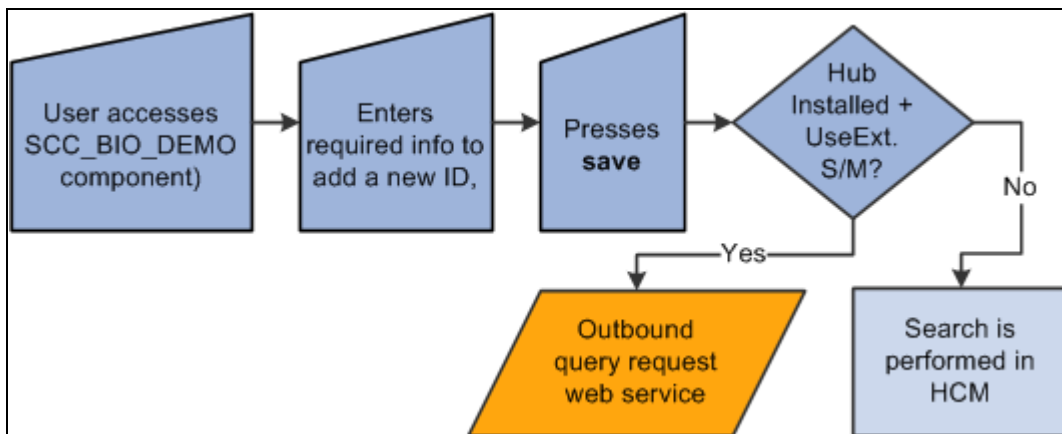 User accesses
SCC_BIO_DEMO
component)
Enters
required info to
add a new ID,
Presses
save
Hub
Installed +
UseExt.
S/M?
No
Yes
Outbound
query request
web service
Search is
performed in
HCM